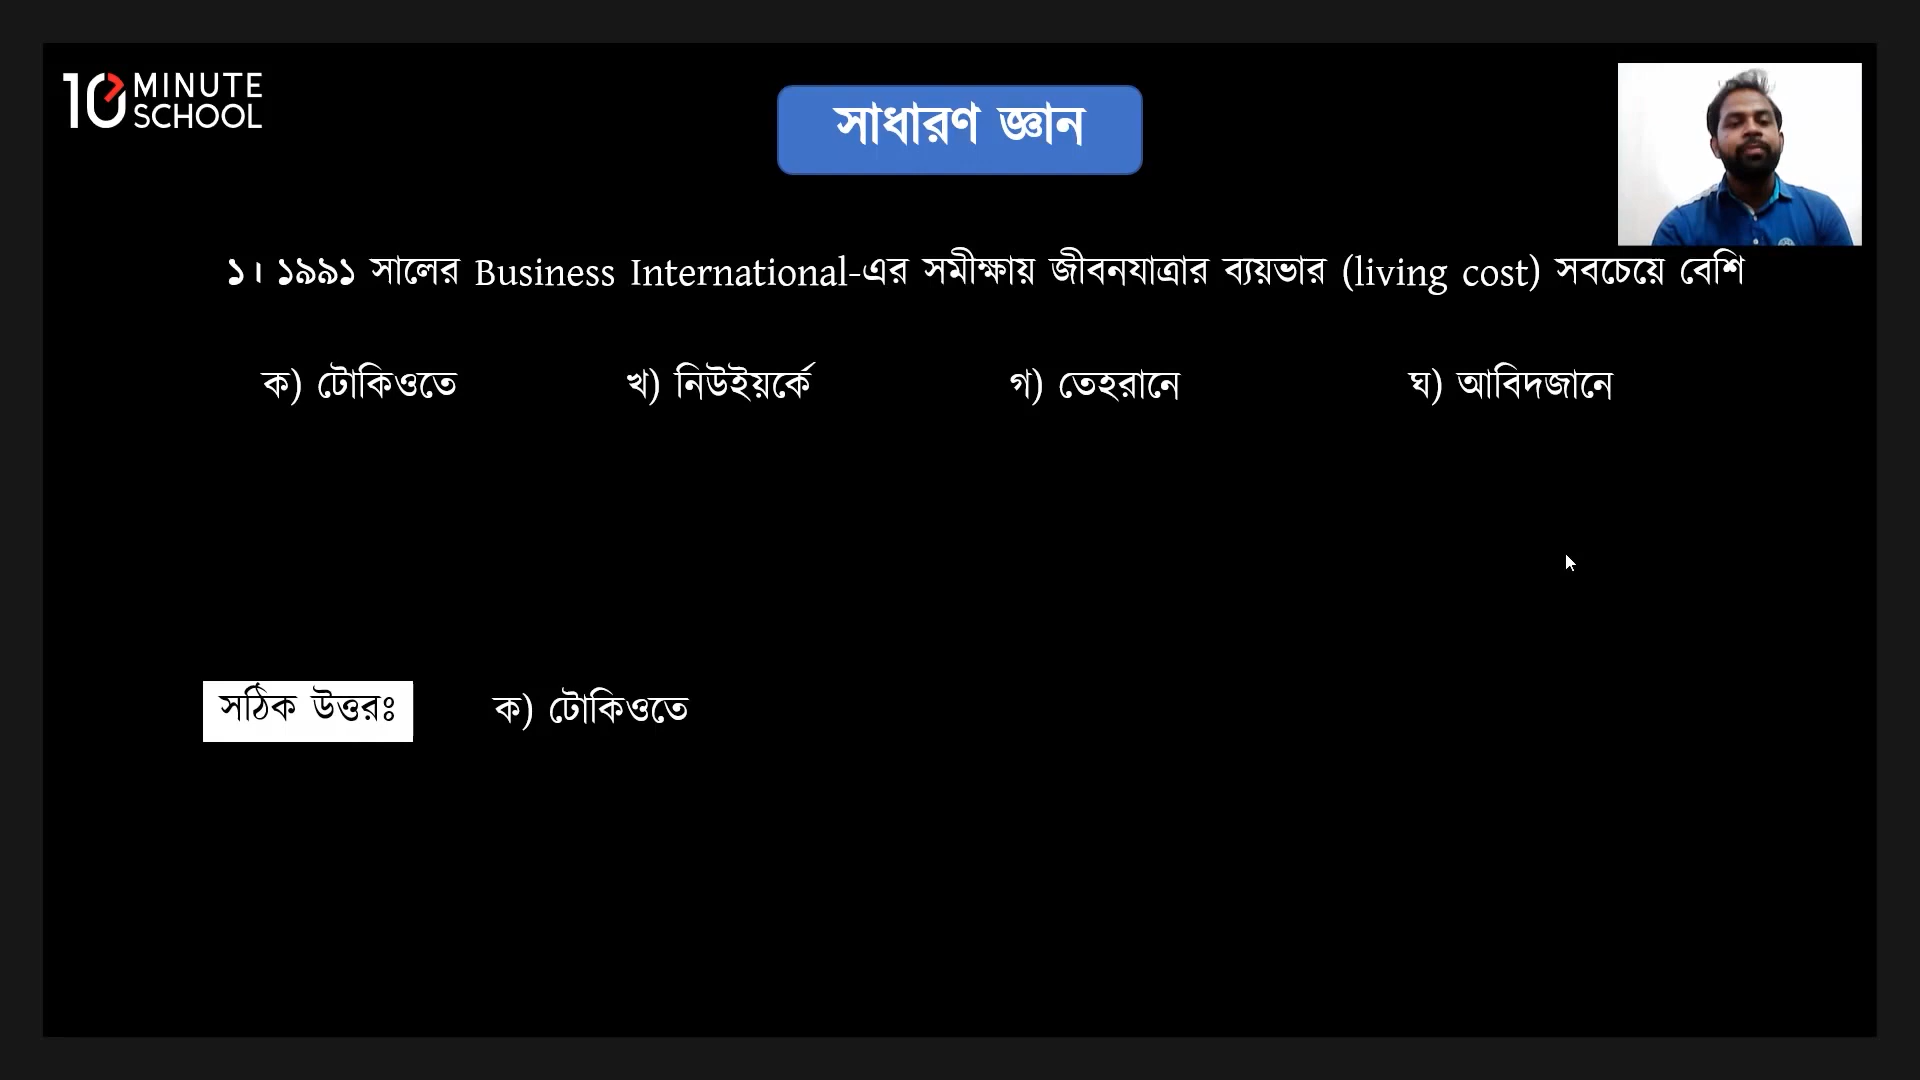 10 MINUTE SCHOOL
সাধারণ জ্ঞান
১। ১৯৯১ সালের Business International-এর সমীক্ষায় জীবনযাত্রার ব্যয়ভার (living cost) সবচেয়ে বেশি
ক) টোকিওতে খ) নিউইয়র্কে গ) তেহরানে ঘ) আবিদজানে
সঠিক উত্তরঃ ক) টোকিওতে